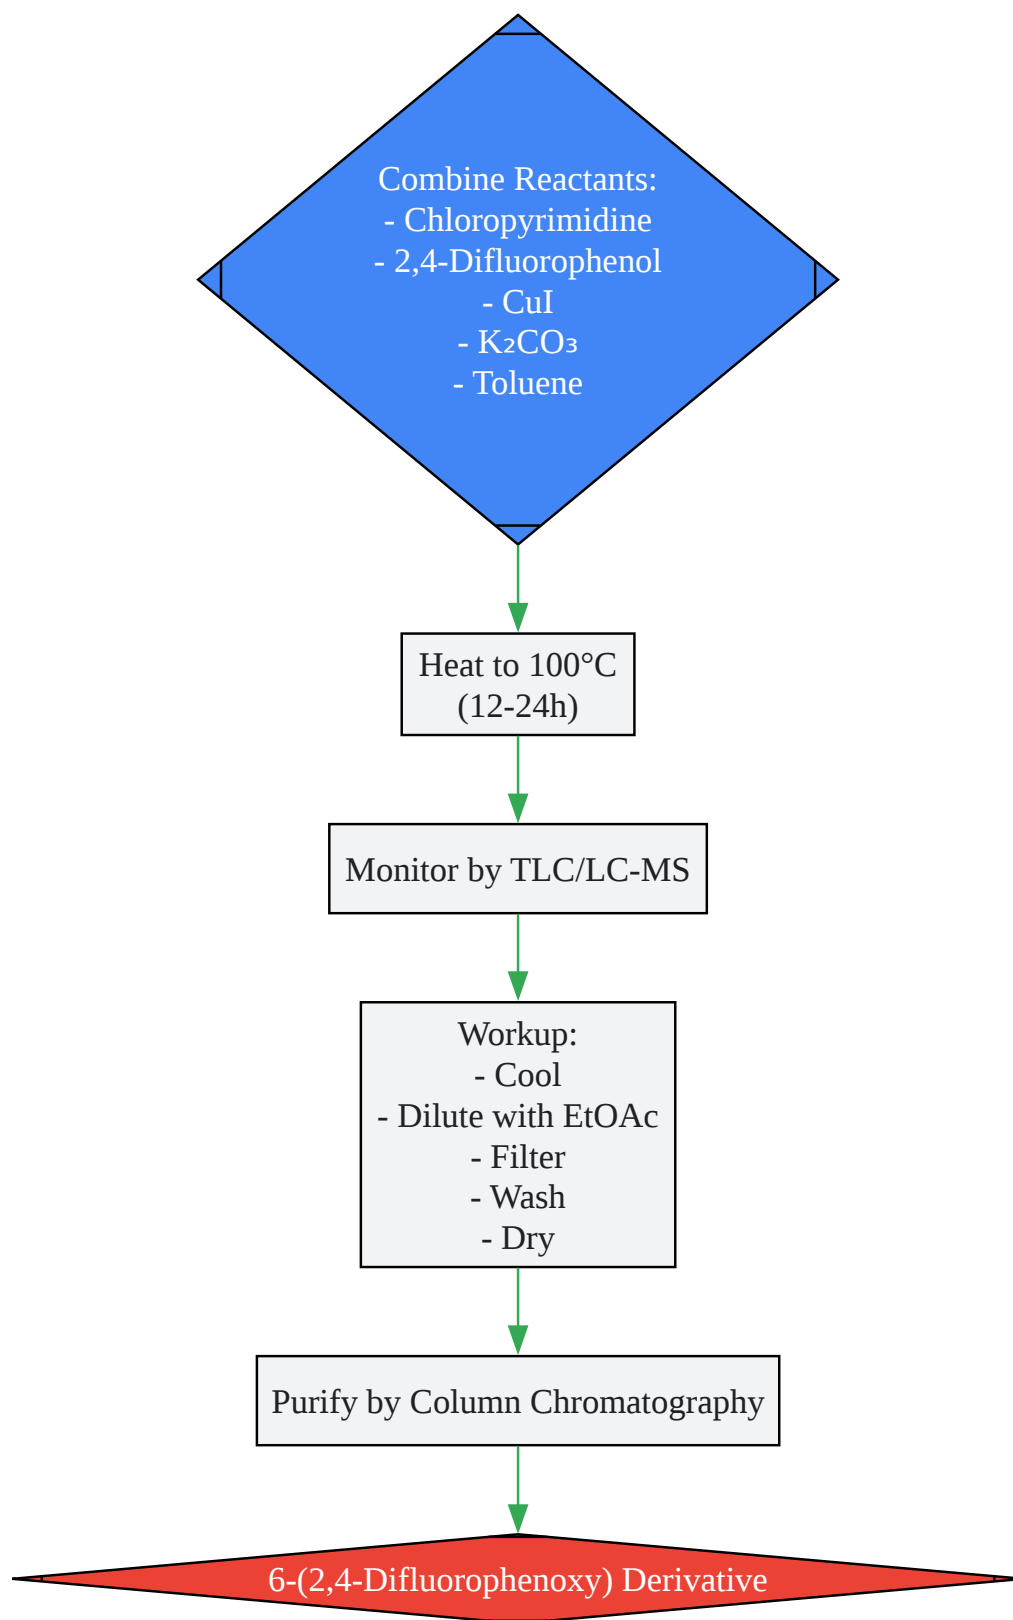 Combine Reactants:
- Chloropyrimidine
- 2,4-Difluorophenol
- CuI
- K₂CO₃
- Toluene
Heat to 100°C
(12-24h)
Monitor by TLC/LC-MS
Workup:
- Cool
- Dilute with EtOAc
- Filter
- Wash
- Dry
Purify by Column Chromatography
6-(2,4-Difluorophenoxy) Derivative